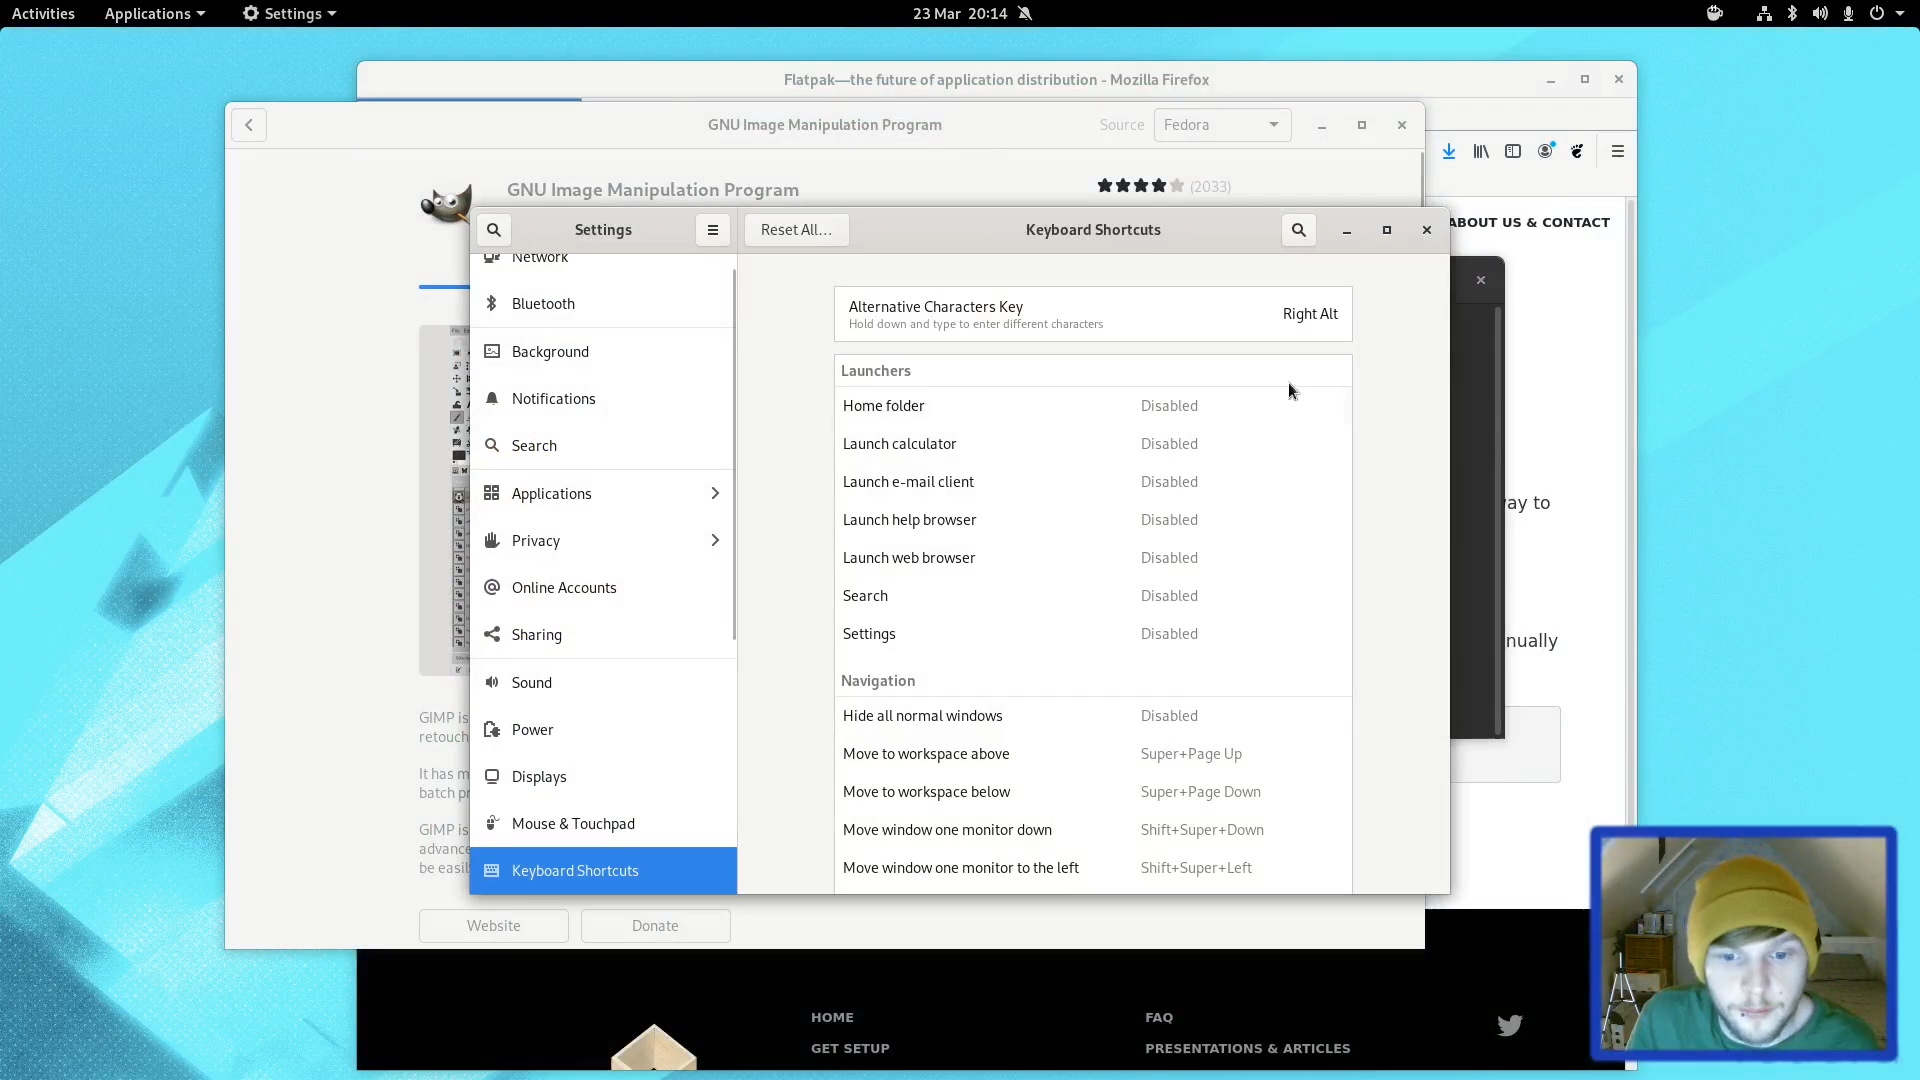 Activities
Applications
Settings
23 Mar 20:14
Flatpak—the future of application distribution - Mozilla Firefox
GNU Image Manipulation Program
Source
Fedora
GNU Image Manipulation Program
(2033)
ABOUT US & CONTACT
Settings
Reset All...
Keyboard Shortcuts
Network
Bluetooth
Background
Notifications
Search
Applications
Privacy
Online Accounts
Sharing
Sound
Power
Displays
Mouse & Touchpad
Keyboard Shortcuts
Alternative Characters Key
Right Alt
Hold down and type to enter different characters
Launchers
Home folder Disabled
Launch calculator Disabled
Launch e-mail client Disabled
Launch help browser Disabled
Launch web browser Disabled
Search Disabled
Settings Disabled
Navigation
Hide all normal windows Disabled
Move to workspace above Super+Page Up
Move to workspace below Super+Page Down
Move window one monitor down Shift+Super+Down
Move window one monitor to the left Shift+Super+Left
GIMP is
retouch
It has m
batch pr
GIMP is
advance
be easil
ay to
nually
Website
Donate
HOME
FAQ
GET SETUP
PRESENTATIONS & ARTICLES